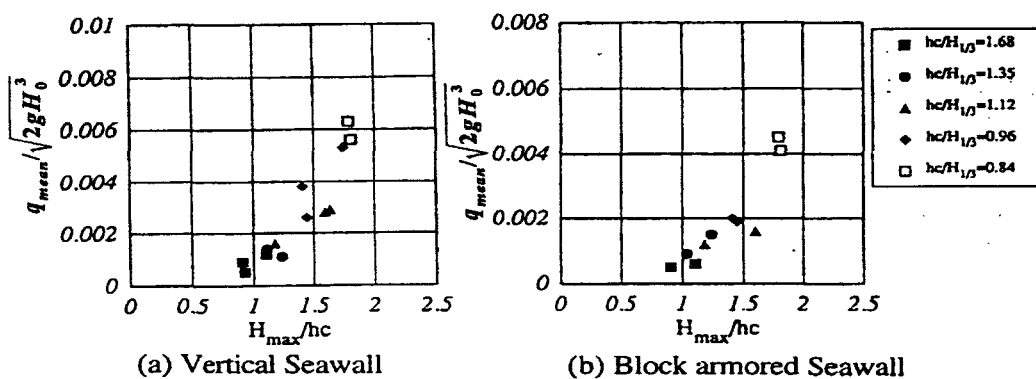 0.01
0.008
0.006
0.004
0.002
0
0
0.5
1
1.5
2
2.5
q_mean/√2gH_0^3
H_max/hc
(a) Vertical Seawall
0.008
0.006
0.004
0.002
0
0
0.5
1
1.5
2
2.5
q_mean/√2gH_0^3
H_max/hc
(b) Block armored Seawall
hc/H_1/3=1.68
hc/H_1/3=1.35
hc/H_1/3=1.12
hc/H_1/3=0.96
hc/H_1/3=0.84